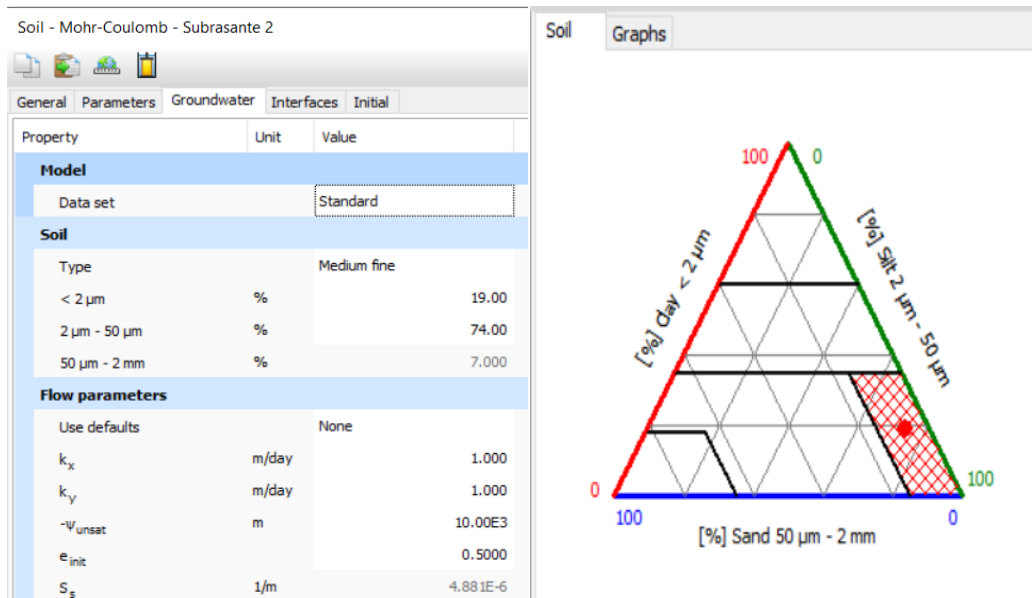 Soil - Mohr-Coulomb - Subrasante 2
General Parameters Groundwater Interfaces Initial
Property Unit Value
Model
Data set Standard
Soil
Type Medium fine
< 2 µm % 19.00
2 µm - 50 µm % 74.00
50 µm - 2 mm % 7.000
Flow parameters
Use defaults None
kx m/day 1.000
ky m/day 1.000
-Ψunsat m 10.00E3
einit 0.5000
Ss 1/m 4.881E-6
Soil Graphs
100 0
[%] Clay < 2 µm
[%] Silt 2 µm - 50 µm
0 100
100 0
[%] Sand 50 µm - 2 mm